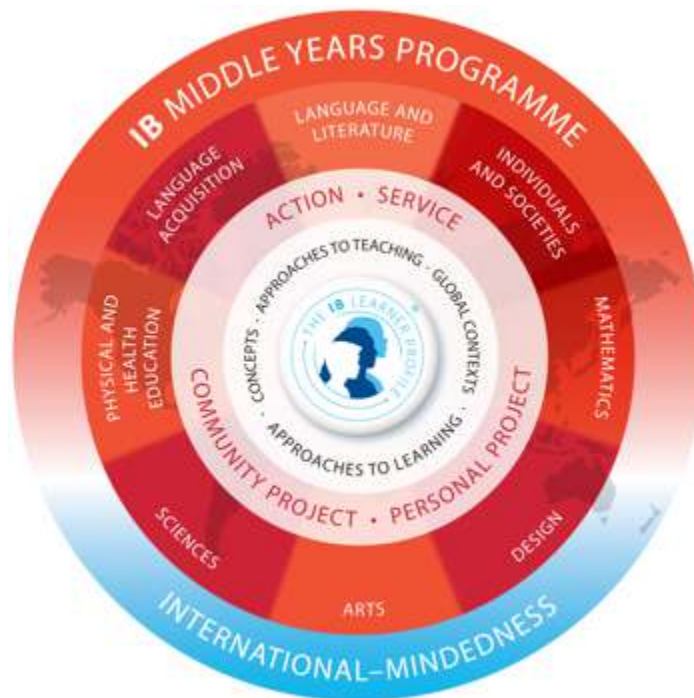 IB MIDDLE YEARS PROGRAMME
LANGUAGE AND
LITERATURE
INDIVIDUALS
AND SOCIETIES
MATHEMATICS
DESIGN
ARTS
SCIENCES
PHYSICAL AND
HEALTH
EDUCATION
LANGUAGE
ACQUISITION
ACTION • SERVICE
PERSONAL PROJECT •
COMMUNITY PROJECT
APPROACHES TO TEACHING -
GLOBAL CONTEXTS
· APPROACHES TO LEARNING ·
CONCEPTS ·
THE IB LEARNER PROFILE
®
INTERNATIONAL–MINDEDNESS